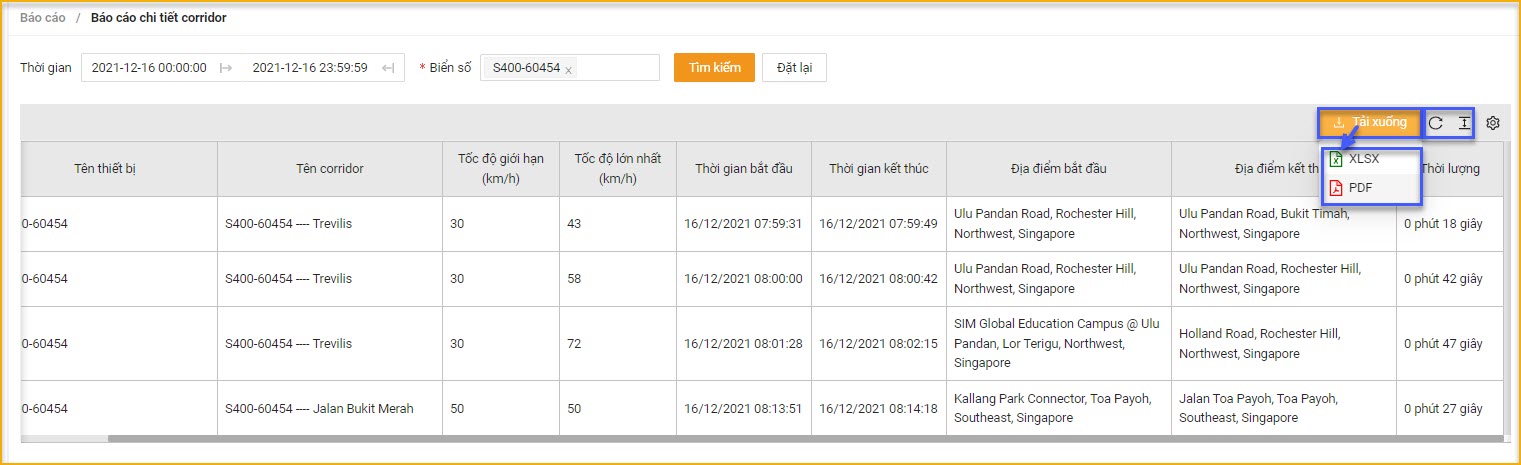 Báo cáo / Báo cáo chi tiết corridor
Thời gian 2021-12-16 00:00:00 2021-12-16 23:59:59 * Biển số S400-60454 x Tìm kiếm Đặt lại
Tải xuống
XLSX
PDF
Tên thiết bị Tên corridor Tốc độ giới hạn (km/h) Tốc độ lớn nhất (km/h) Thời gian bắt đầu Thời gian kết thúc Địa điểm bắt đầu Địa điểm kết th Thời lượng
0-60454 S400-60454 ---- Trevilis 30 43 16/12/2021 07:59:31 16/12/2021 07:59:49 Ulu Pandan Road, Rochester Hill, Northwest, Singapore Ulu Pandan Road, Bukit Timah, Northwest, Singapore 0 phút 18 giây
0-60454 S400-60454 ---- Trevilis 30 58 16/12/2021 08:00:00 16/12/2021 08:00:42 Ulu Pandan Road, Rochester Hill, Northwest, Singapore Ulu Pandan Road, Rochester Hill, Northwest, Singapore 0 phút 42 giây
0-60454 S400-60454 ---- Trevilis 30 72 16/12/2021 08:01:28 16/12/2021 08:02:15 SIM Global Education Campus @ Ulu Pandan, Lor Terigu, Northwest, Singapore Holland Road, Rochester Hill, Northwest, Singapore 0 phút 47 giây
0-60454 S400-60454 ---- Jalan Bukit Merah 50 50 16/12/2021 08:13:51 16/12/2021 08:14:18 Kallang Park Connector, Toa Payoh, Southeast, Singapore Jalan Toa Payoh, Toa Payoh, Southeast, Singapore 0 phút 27 giây